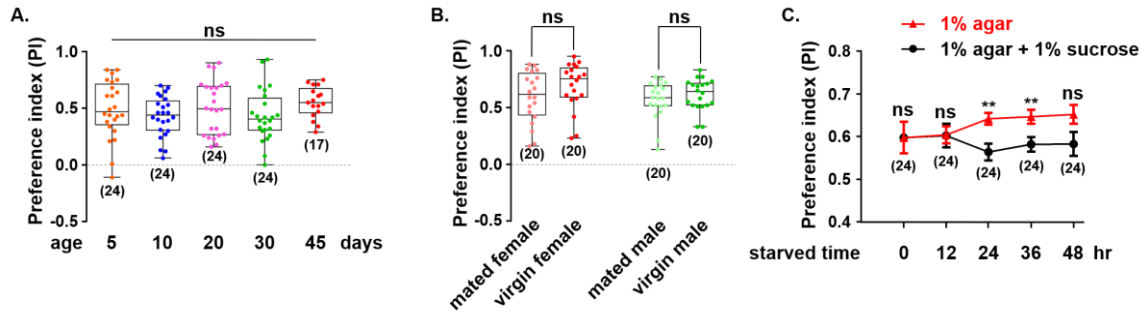 A.
ns
Preference index (PI)
1.0
0.5
0.0
-0.5
(24)
(24)
(24)
(24)
(17)
age 5 10 20 30 45 days
B.
ns
ns
Preference index (PI)
1.0
0.5
0.0
-0.5
(20)
(20)
(20)
(20)
mated female
virgin female
mated male
virgin male
C.
1% agar
1% agar + 1% sucrose
Preference index (PI)
0.8
0.7
0.6
0.5
0.4
ns
ns
**
**
ns
(24)
(24)
(24)
(24)
(24)
starved time 0 12 24 36 48 hr